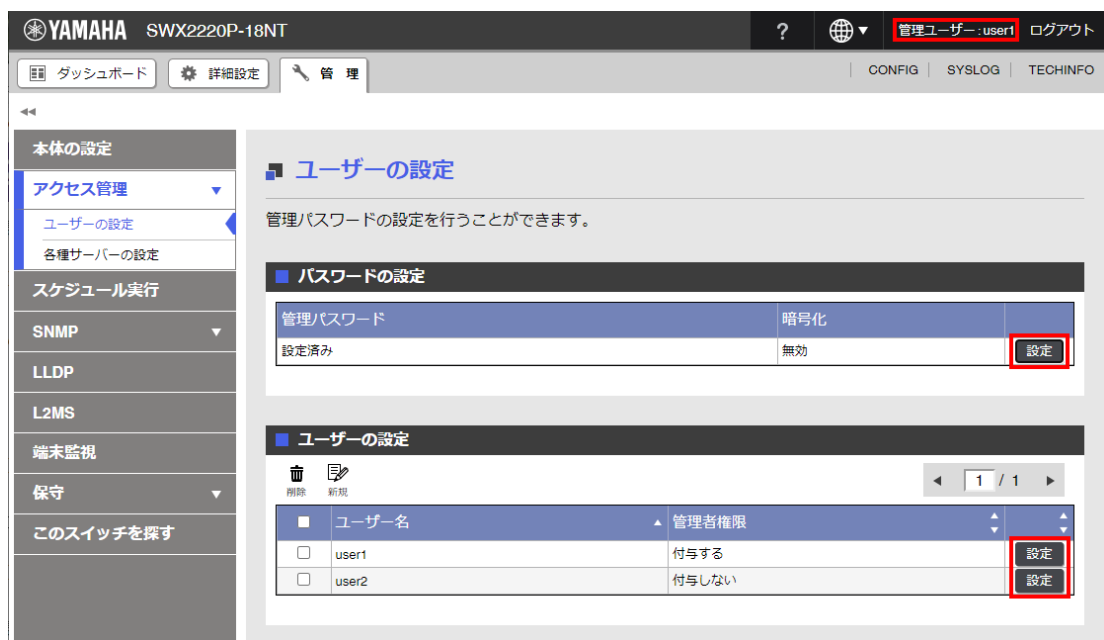 YAMAHA SWX2220P-18NT ? 管理ユーザー:user1 ログアウト
ダッシュボード 詳細設定 管 理 CONFIG SYSLOG TECHINFO
本体の設定
アクセス管理
ユーザーの設定
各種サーバーの設定
スケジュール実行
SNMP
LLDP
L2MS
端末監視
保守
このスイッチを探す
ユーザーの設定
管理パスワードの設定を行うことができます。
パスワードの設定
管理パスワード 暗号化
設定済み 無効 設定
ユーザーの設定
削除 新規 1 / 1
ユーザー名 管理者権限
user1 付与する 設定
user2 付与しない 設定